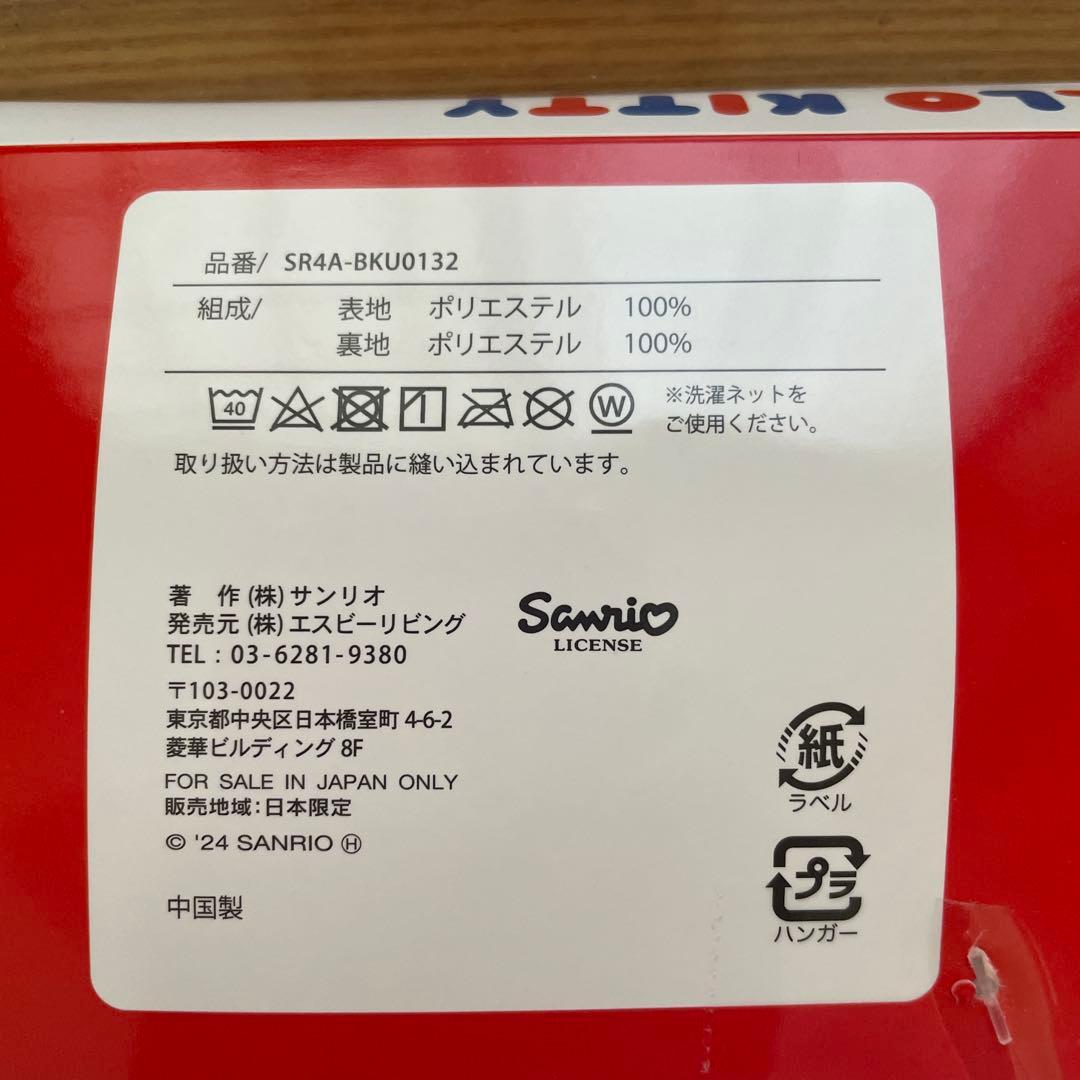 LLO KITTY
品番/ SR4A-BKU0132
組成/ 表地 ポリエステル 100%
裏地 ポリエステル 100%
40 W ※洗濯ネットを
ご使用ください。
取り扱い方法は製品に縫い込まれています。
著 作 (株) サンリオ
発売元 (株) エスビーリビング
TEL : 03-6281-9380
〒103-0022
東京都中央区日本橋室町 4-6-2
菱華ビルディング 8F
FOR SALE IN JAPAN ONLY
販売地域:日本限定
© '24 SANRIO Ⓗ
中国製
Sanrio
LICENSE
紙
ラベル
プラ
ハンガー